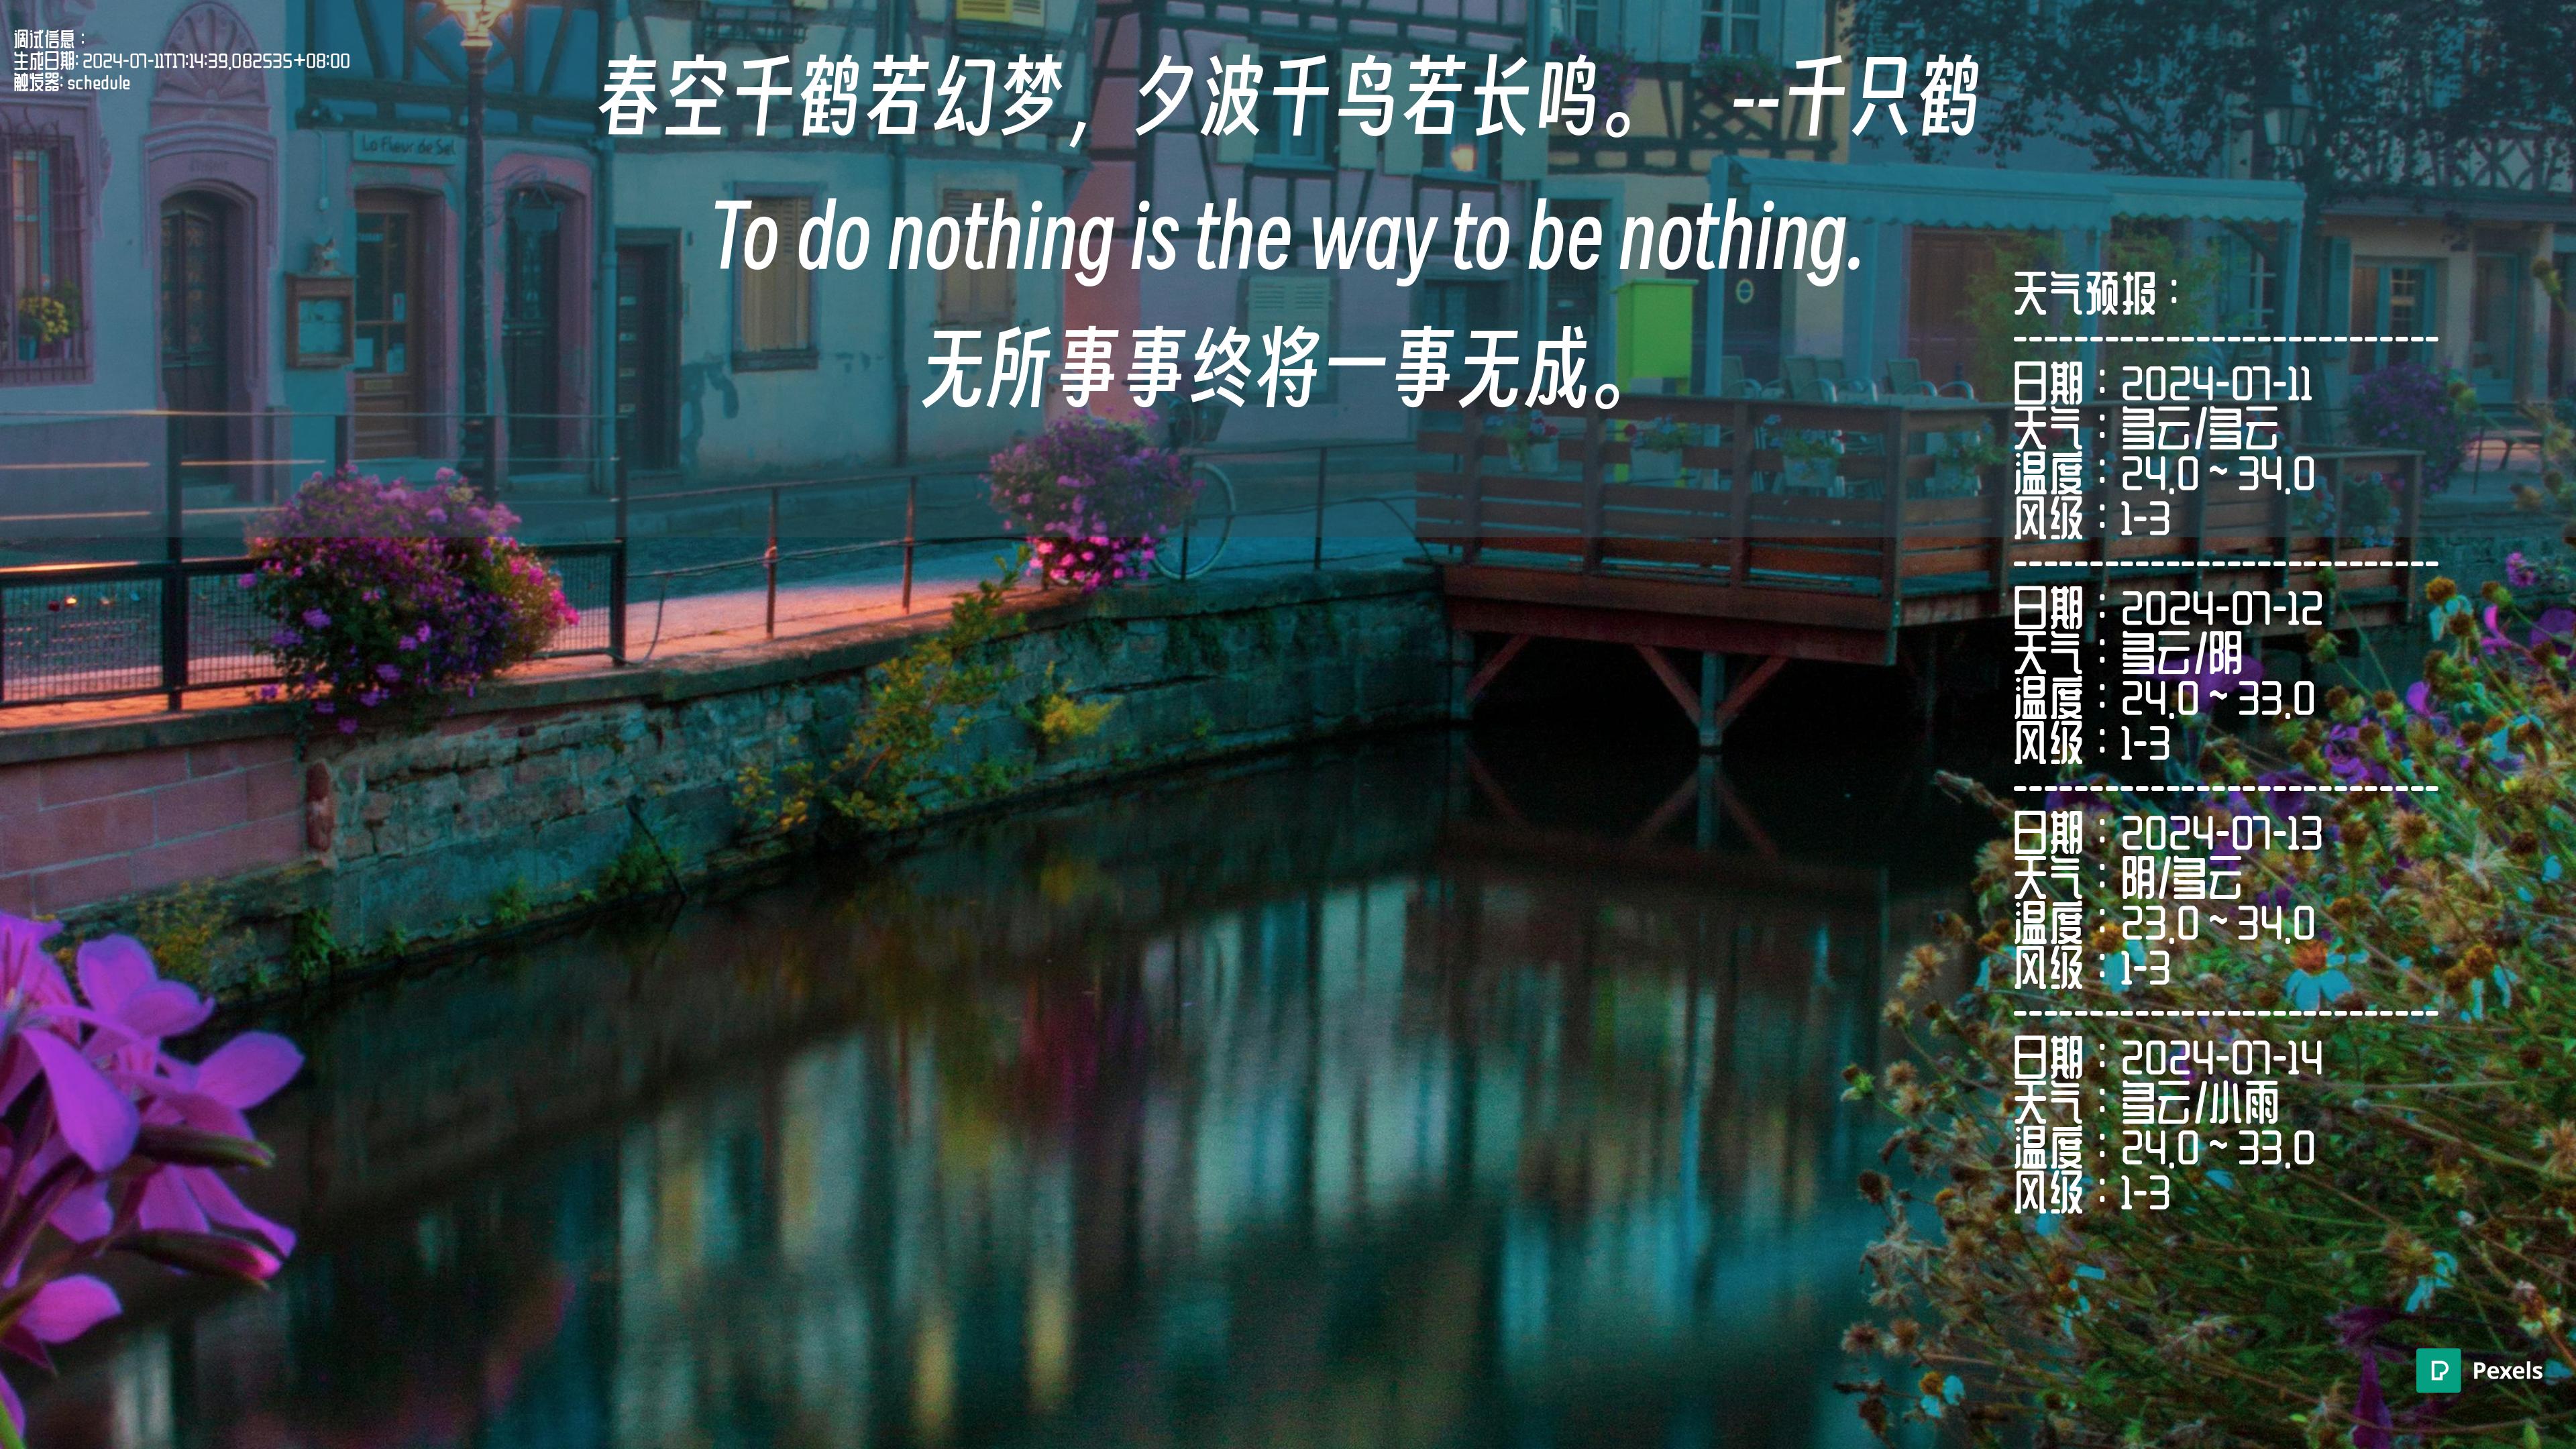 调试信息：
生成日期: 2024-07-11T17:14:39.082535+08:00
触发器: schedule
春空千鹤若幻梦，夕波千鸟若长鸣。 --千只鹤
To do nothing is the way to be nothing.
无所事事终将一事无成。
La Fleur de Sel
天气预报：
----------------------------
日期：2024-07-11
天气：多云/多云
温度：24.0 ~ 34.0
风级：1-3
----------------------------
日期：2024-07-12
天气：多云/阴
温度：24.0 ~ 33.0
风级：1-3
----------------------------
日期：2024-07-13
天气：阴/多云
温度：23.0 ~ 34.0
风级：1-3
----------------------------
日期：2024-07-14
天气：多云/小雨
温度：24.0 ~ 33.0
风级：1-3
Pexels